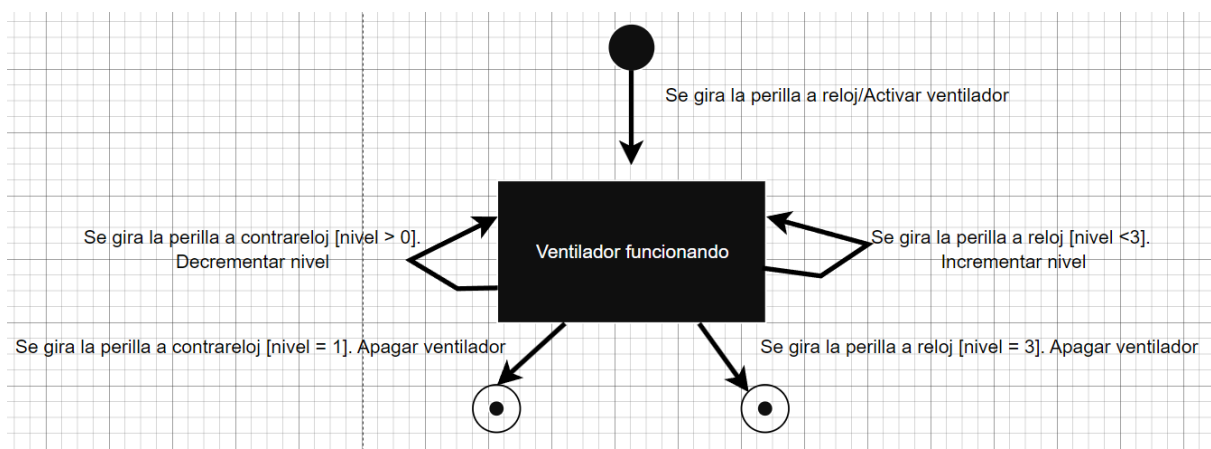 Se gira la perilla a reloj/Activar ventilador
Se gira la perilla a contrareloj [nivel > 0].
Decrementar nivel
Ventilador funcionando
Se gira la perilla a reloj [nivel <3].
Incrementar nivel
Se gira la perilla a contrareloj [nivel = 1]. Apagar ventilador
Se gira la perilla a reloj [nivel = 3]. Apagar ventilador